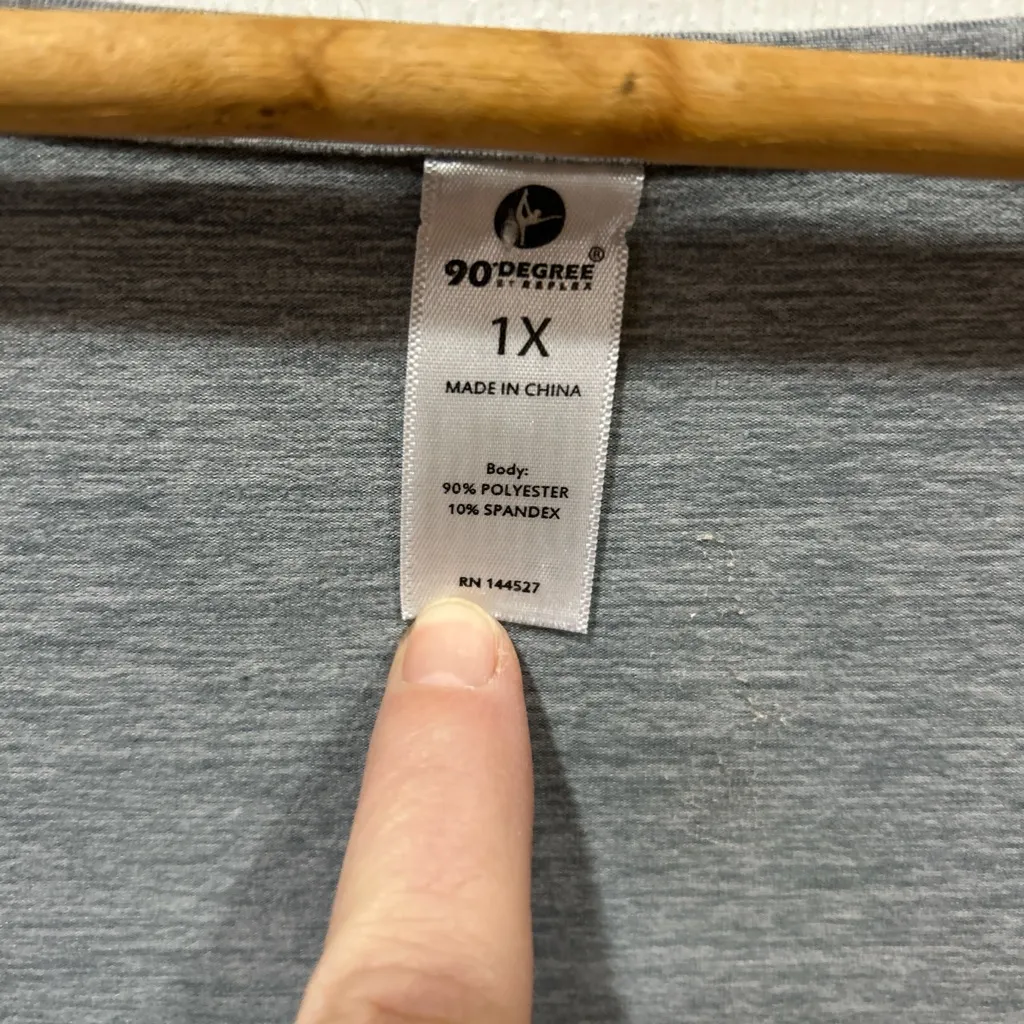 90° DEGREE®
BY REFLEX
1X
MADE IN CHINA
Body:
90% POLYESTER
10% SPANDEX
RN 144527